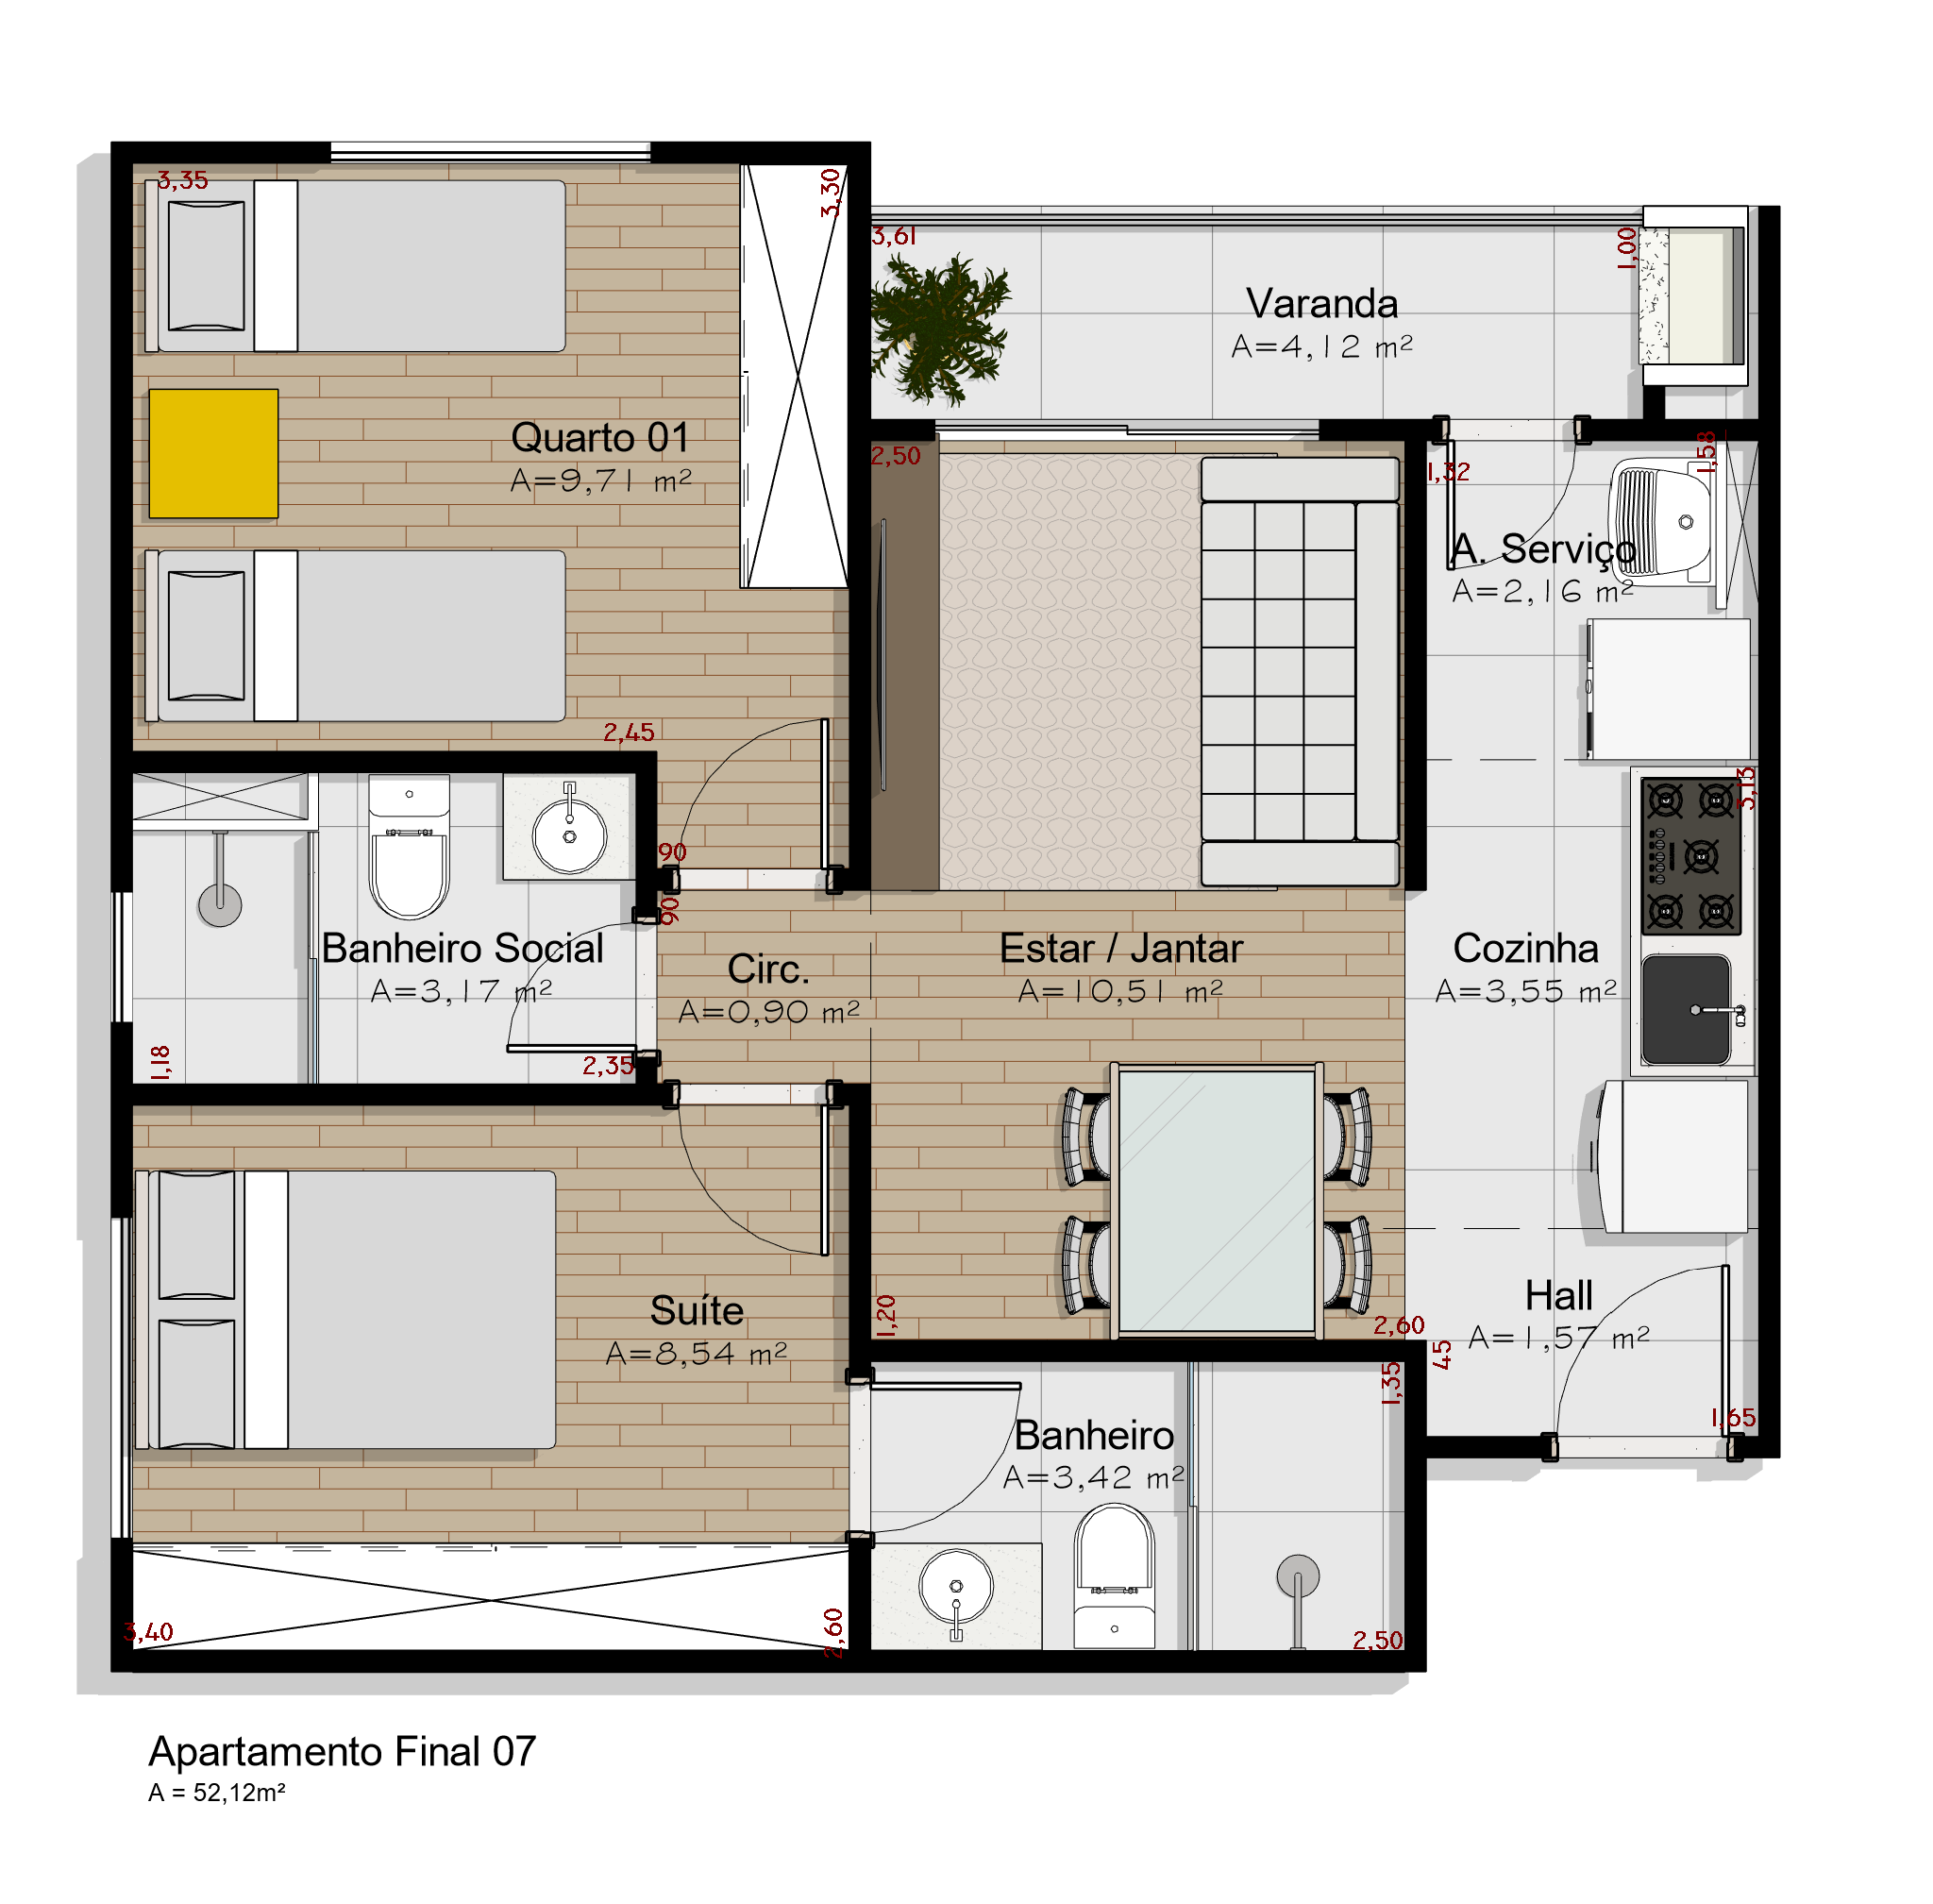 3,35
3,30
3,61
1,00
Varanda
A=4,12 m²
Quarto 01
A=9,71 m²
2,50
1,32
1,58
A. Serviço
A=2,16 m²
2,45
3,13
90
90
Banheiro Social
A=3,17 m²
Circ.
A=0,90 m²
Estar / Jantar
A=10,51 m²
Cozinha
A=3,55 m²
1,18
2,35
Suíte
A=8,54 m²
1,20
2,60
Hall
A=1,57 m²
45
1,35
1,65
Banheiro
A=3,42 m²
3,40
2,60
2,50
Apartamento Final 07
A = 52,12m²